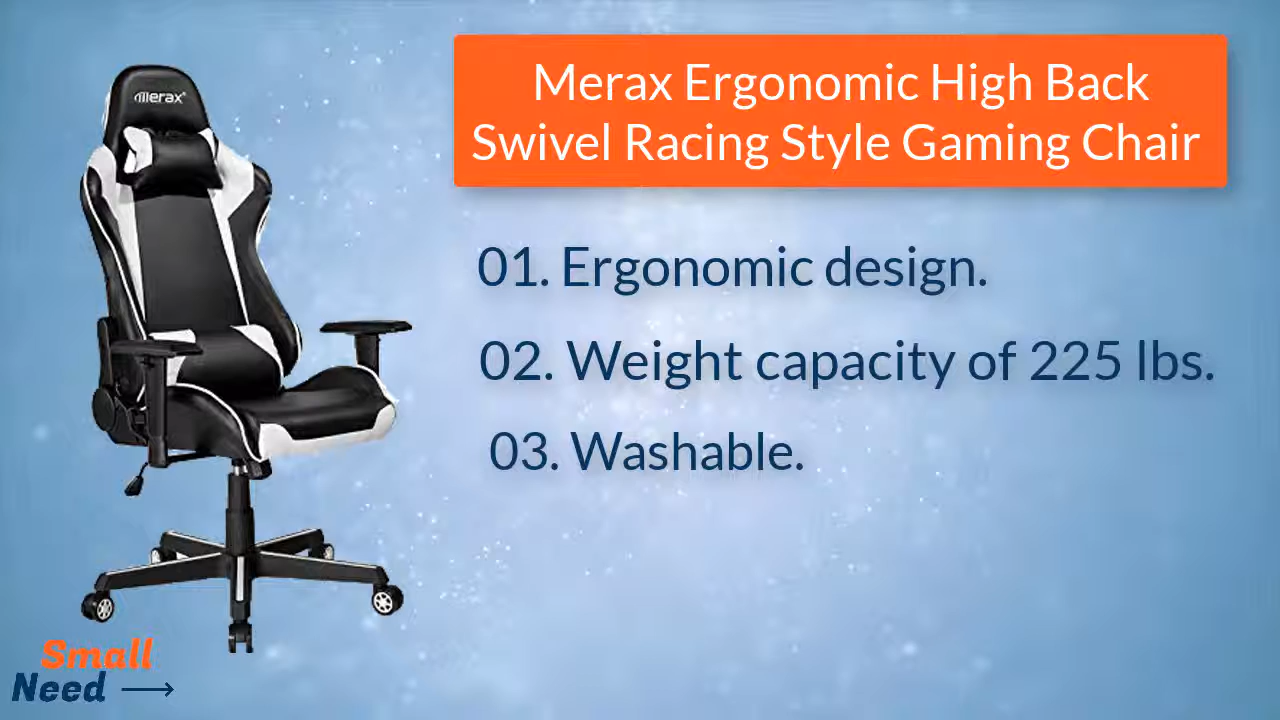 merax
Merax Ergonomic High Back
Swivel Racing Style Gaming Chair
01. Ergonomic design.
02. Weight capacity of 225 lbs.
03. Washable.
Small
Need